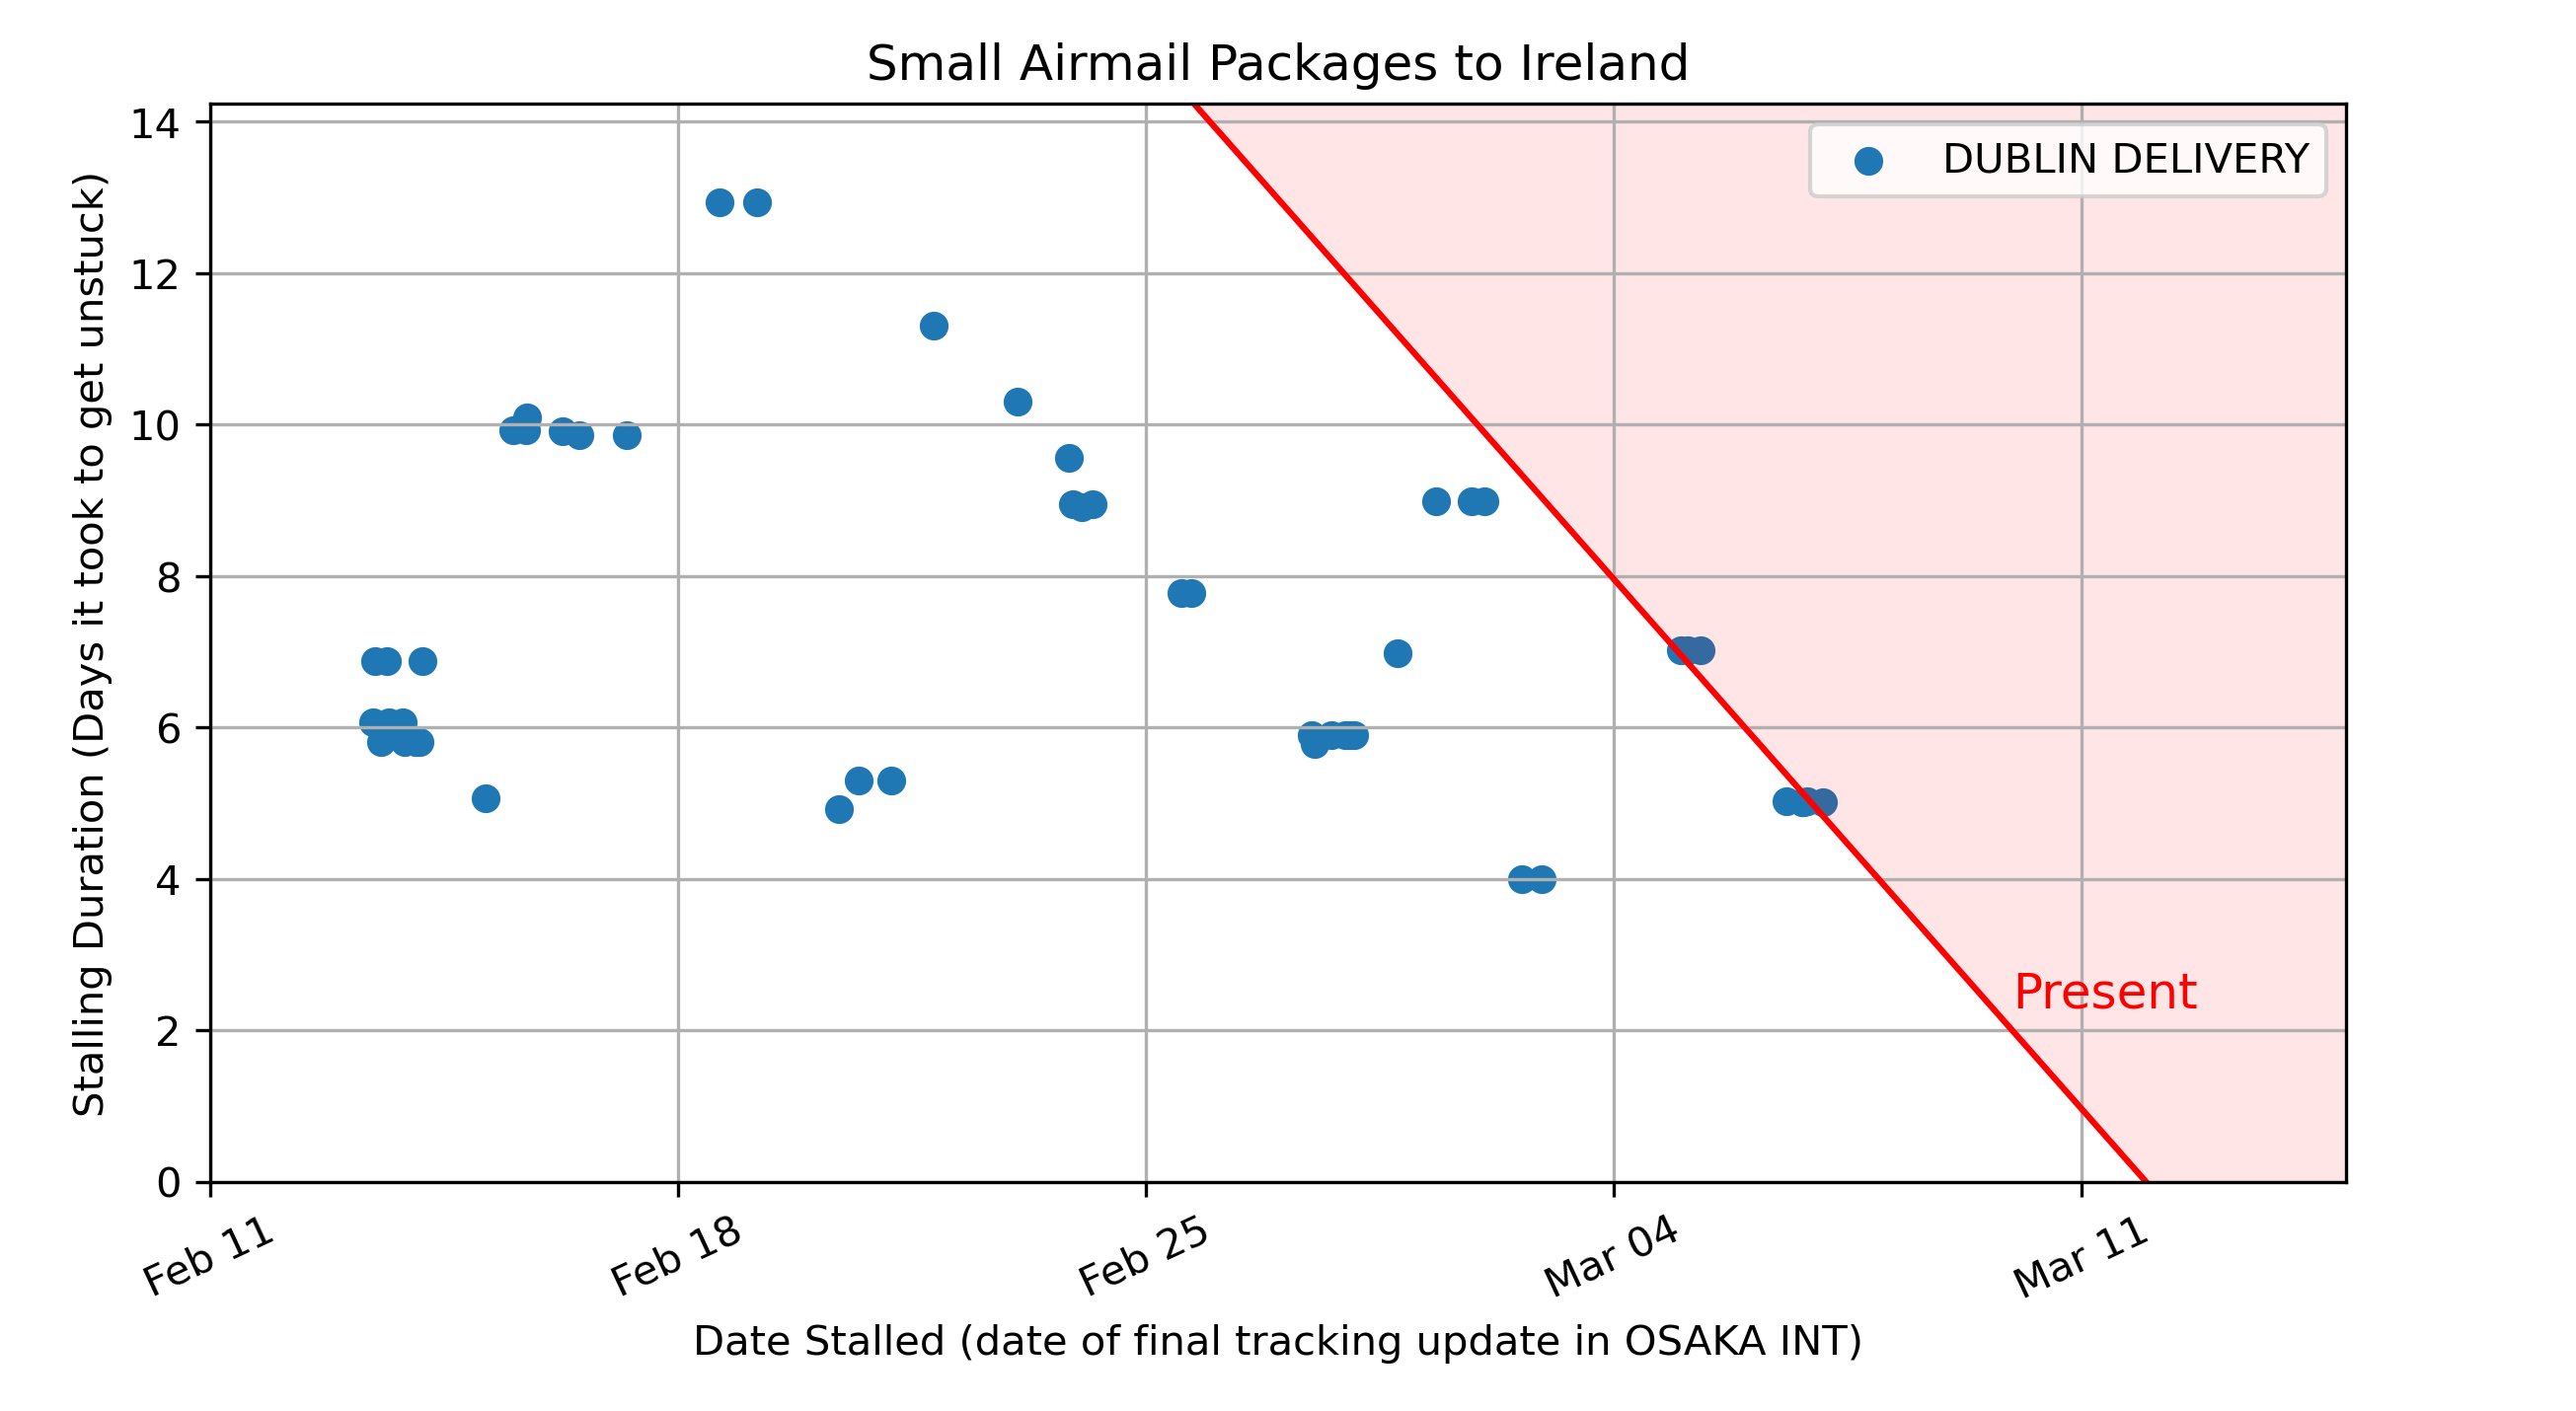 Small Airmail Packages to Ireland
DUBLIN DELIVERY
Stalling Duration (Days it took to get unstuck)
14
12
10
8
6
4
2
0
Present
Feb 11
Feb 18
Feb 25
Mar 04
Mar 11
Date Stalled (date of final tracking update in OSAKA INT)